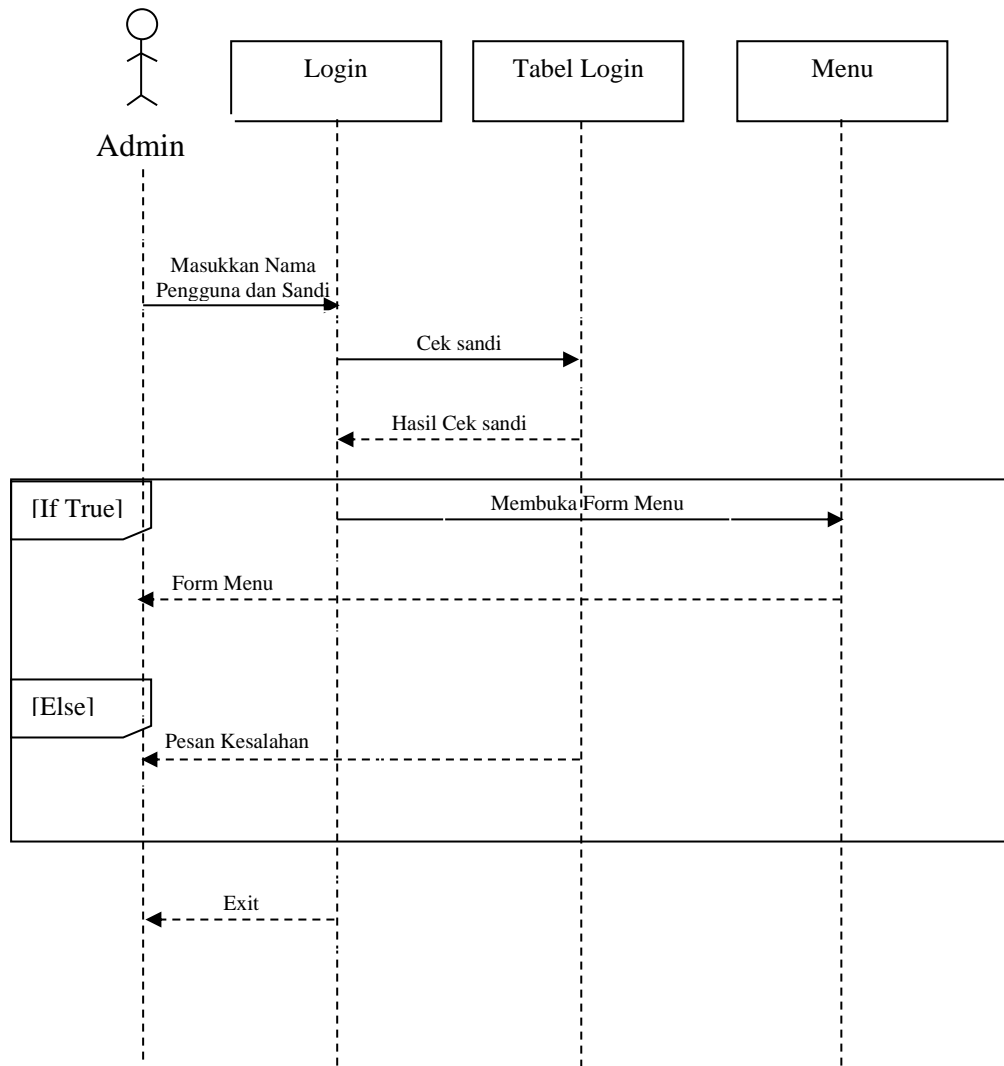 Login
Tabel Login
Menu
Admin
Masukkan Nama
Pengguna dan Sandi
Cek sandi
Hasil Cek sandi
[If True]
Membuka Form Menu
Form Menu
[Else]
Pesan Kesalahan
Exit